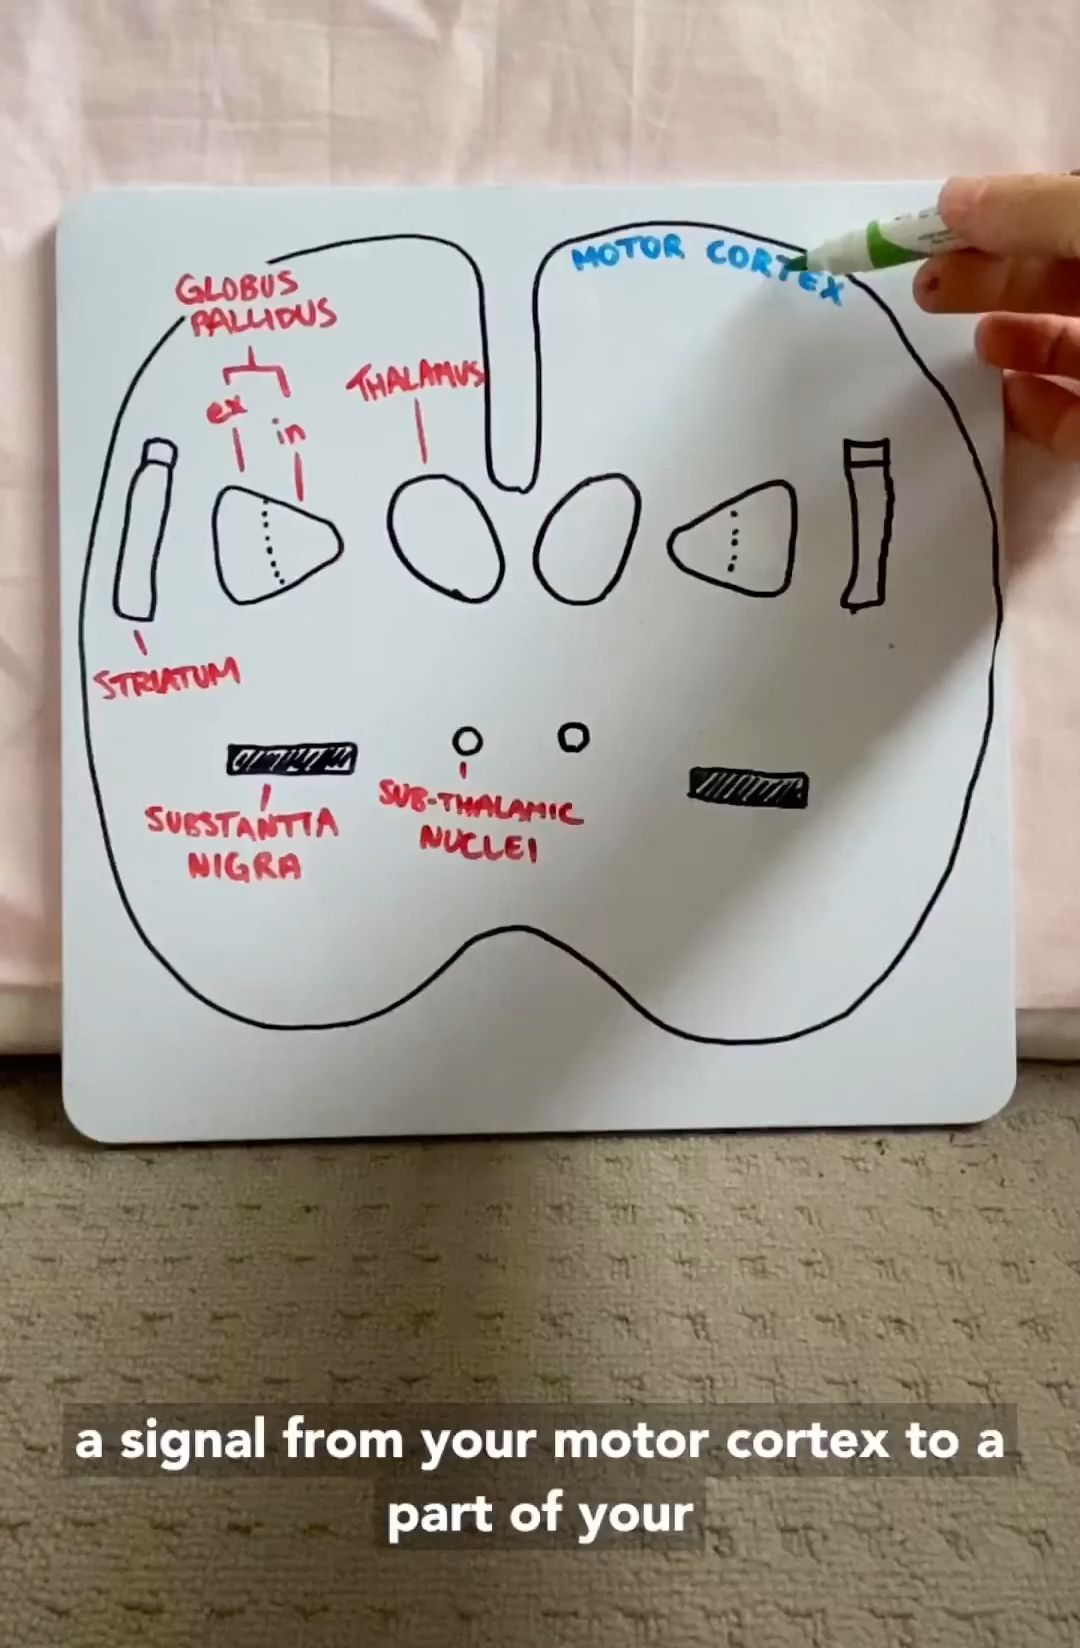 MOTOR CORTEX
GLOBUS
PALLIDUS
ex
in
THALAMUS
STRIATUM
SUBSTANTIA
NIGRA
SUB-THALAMIC
NUCLEI
a signal from your motor cortex to a
part of your